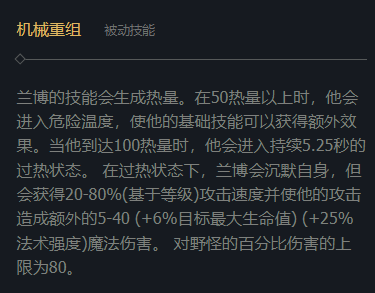 机械重组 被动技能
兰博的技能会生成热量。在50热量以上时，他会
进入危险温度，使他的基础技能可以获得额外效
果。当他到达100热量时，他会进入持续5.25秒的
过热状态。 在过热状态下，兰博会沉默自身，但
会获得20-80%(基于等级)攻击速度并使他的攻击
造成额外的5-40 (+6%目标最大生命值) (+25%
法术强度)魔法伤害。 对野怪的百分比伤害的上
限为80。